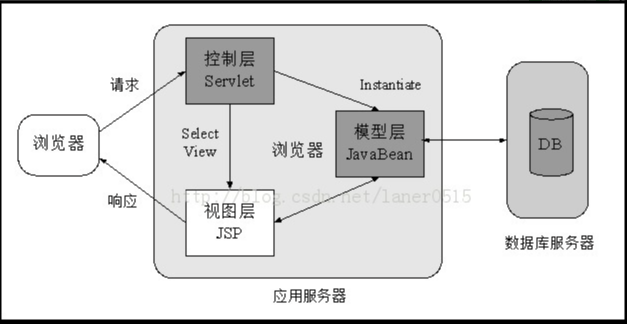 控制层
Servlet
请求
Instantiate
浏览器
Select
View
浏览器
模型层
JavaBean
DB
http://blog.csdn.net/laner0515
响应
视图层
JSP
数据库服务器
应用服务器